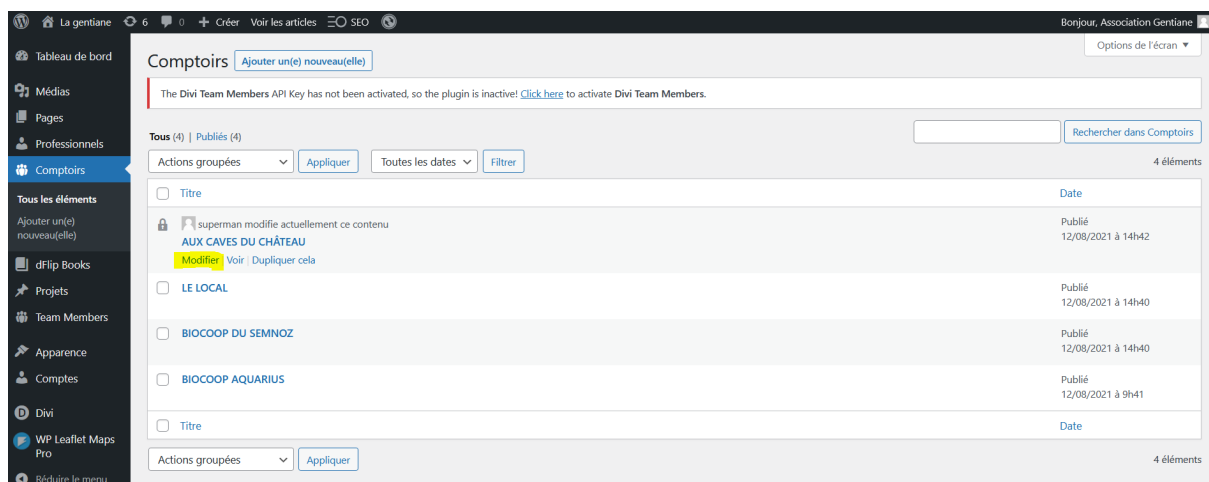 La gentiane 6 0 + Créer Voir les articles SEO Bonjour, Association Gentiane
Options de l'écran ▼
Tableau de bord
Médias
Pages
Professionnels
Comptoirs
Tous les éléments
Ajouter un(e)
nouveau(elle)
dFlip Books
Projets
Team Members
Apparence
Comptes
Divi
WP Leaflet Maps
Pro
Réduire le menu
Comptoirs Ajouter un(e) nouveau(elle)
The Divi Team Members API Key has not been activated, so the plugin is inactive! Click here to activate Divi Team Members.
Tous (4) | Publiés (4)
Rechercher dans Comptoirs
Actions groupées Appliquer Toutes les dates Filtrer 4 éléments
Titre Date
superman modifie actuellement ce contenu Publié
AUX CAVES DU CHÂTEAU 12/08/2021 à 14h42
Modifier Voir | Dupliquer cela
LE LOCAL Publié
12/08/2021 à 14h40
BIOCOOP DU SEMNOZ Publié
12/08/2021 à 14h40
BIOCOOP AQUARIUS Publié
12/08/2021 à 9h41
Titre Date
Actions groupées Appliquer 4 éléments